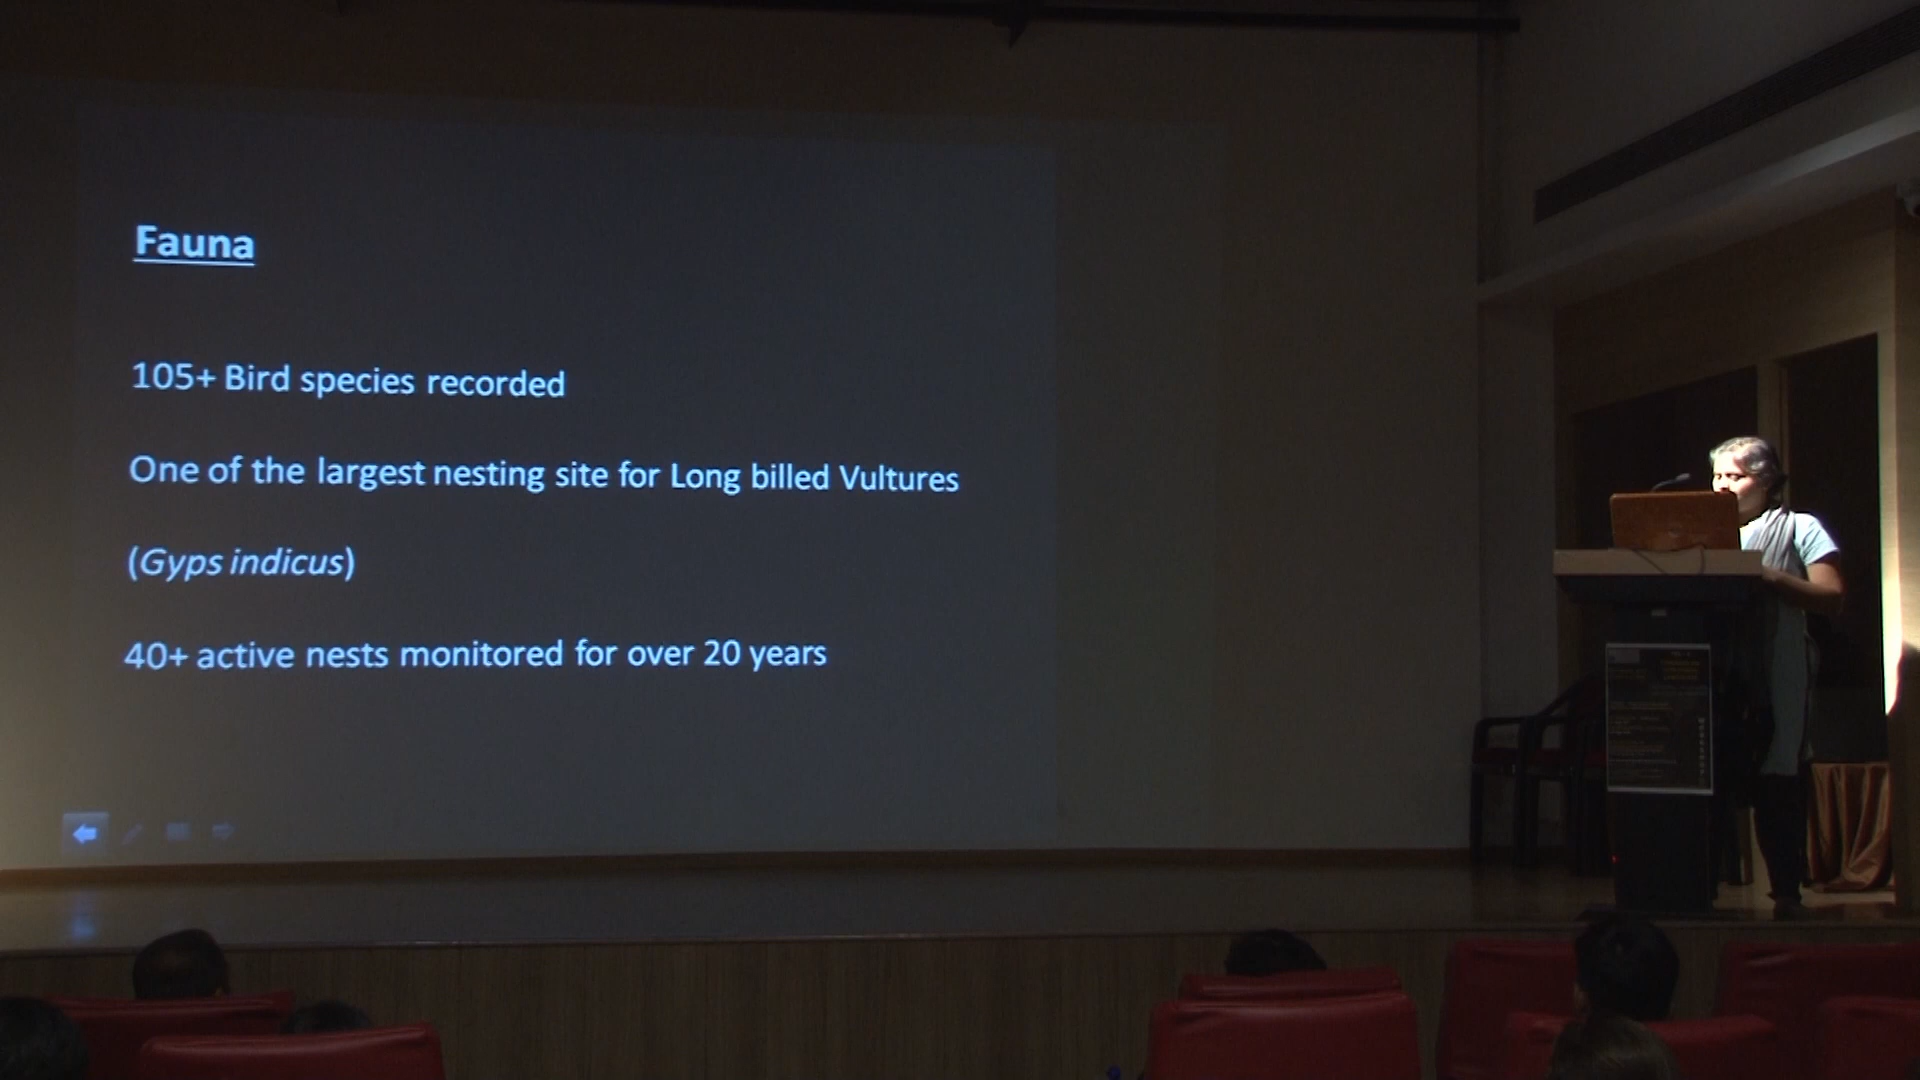 Fauna
105+ Bird species recorded
One of the largest nesting site for Long billed Vultures
(Gyps indicus)
40+ active nests monitored for over 20 years